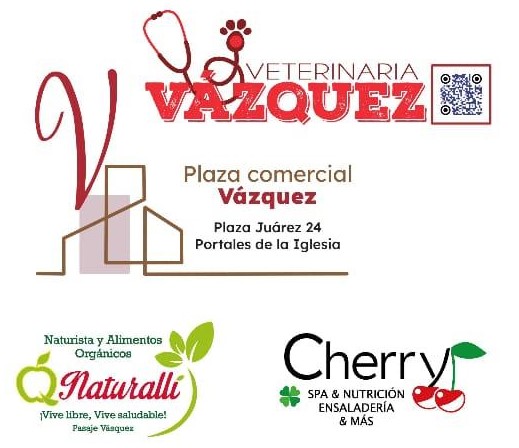 VETERINARIA
VÁZQUEZ
V
Plaza comercial
Vázquez
Plaza Juárez 24
Portales de la Iglesia
Naturista y Alimentos
Orgánicos
Q Naturalli
¡Vive libre, Vive saludable!
Pasaje Vásquez
Cherry
SPA & NUTRICIÓN
ENSALADERÍA
& MÁS